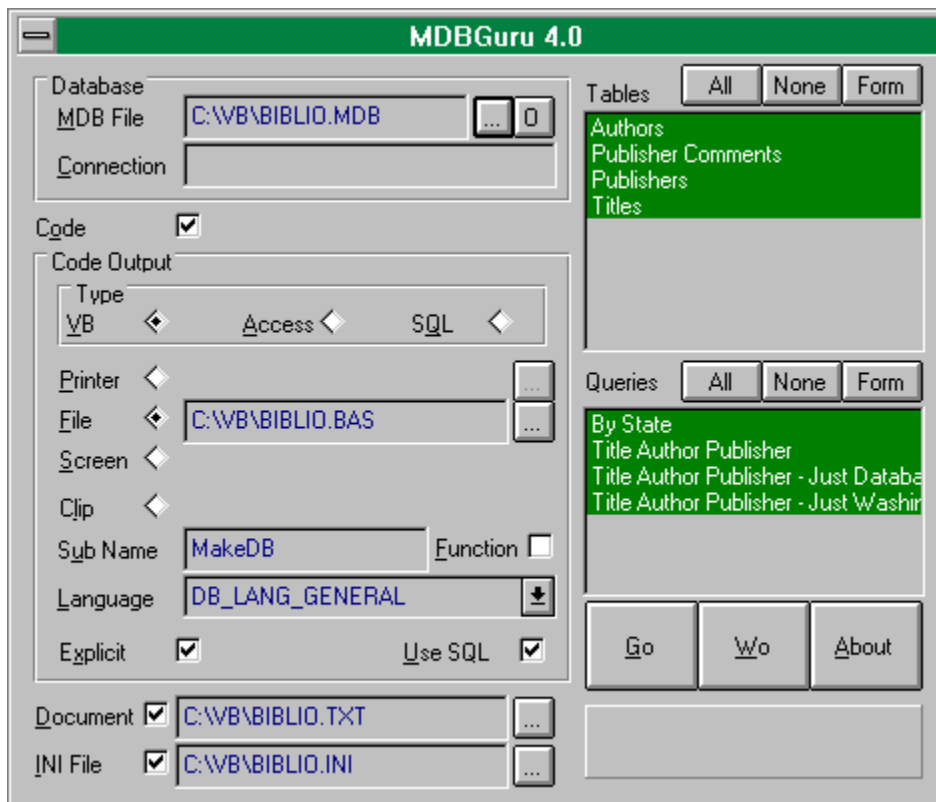 MDBGuru 4.0
Database
MDB File C:\VB\BIBLIO.MDB ... O
Connection
Code
Code Output
Type
VB Access SQL
Printer ...
File C:\VB\BIBLIO.BAS ...
Screen
Clip
Sub Name MakeDB Function
Language DB_LANG_GENERAL
Explicit Use SQL
Document C:\VB\BIBLIO.TXT ...
INI File C:\VB\BIBLIO.INI ...
Tables All None Form
Authors
Publisher Comments
Publishers
Titles
Queries All None Form
By State
Title Author Publisher
Title Author Publisher - Just Databa
Title Author Publisher - Just Washin
Go Wo About